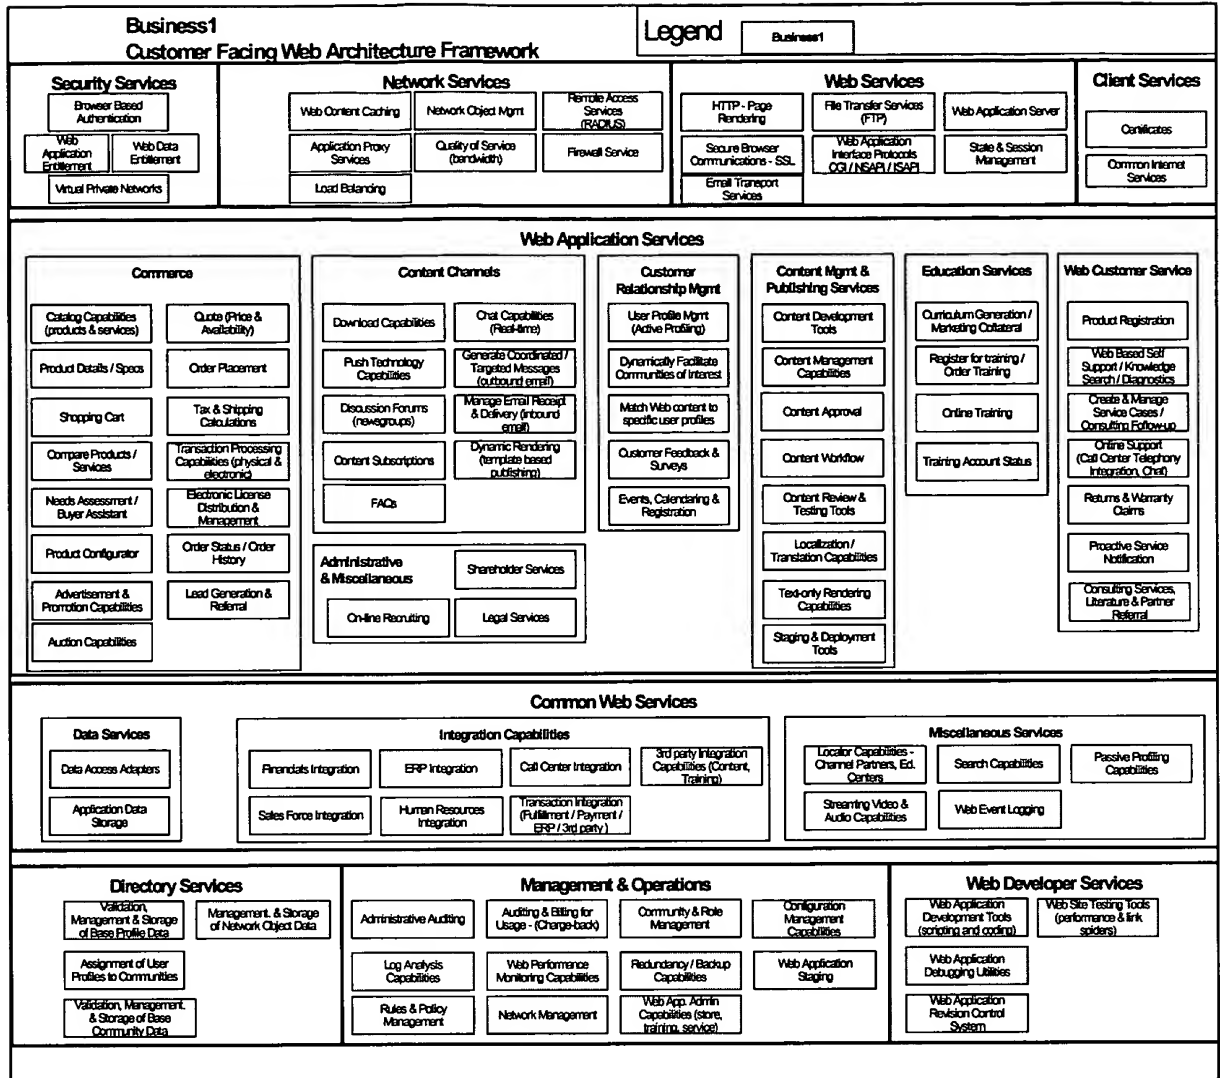 Business1
Customer Facing Web Architecture Framework
Legend
Business1
Security Services
Browser Based
Authentication
Web
Application
Entitlement
Web Data
Entitlement
Virtual Private Networks
Network Services
Web Content Caching
Network Object Mgmt
Remote Access
Services
(RADIUS)
Application Proxy
Services
Quality of Service
(bandwidth)
Firewall Service
Load Balancing
Web Services
HTTP - Page
Rendering
File Transfer Services
(FTP)
Web Application Server
Secure Browser
Communications - SSL
Web Application
Interface Protocols
CGI / NSAPI / ISAPI
State & Session
Management
Email Transport
Services
Client Services
Certificates
Common Internet
Services
Web Application Services
Commerce
Catalog Capabilities
(products & services)
Quote (Price &
Availability)
Product Details / Specs
Order Placement
Shopping Cart
Tax & Shipping
Calculations
Compare Products /
Services
Transaction Processing
Capabilities (physical &
electronic)
Needs Assessment /
Buyer Assistant
Electronic License
Distribution &
Management
Product Configurator
Order Status / Order
History
Advertisement &
Promotion Capabilities
Lead Generation &
Referral
Auction Capabilities
Content Channels
Download Capabilities
Chat Capabilities
(Real-time)
Push Technology
Capabilities
Generate Coordinated /
Targeted Messages
(outbound email)
Discussion Forums
(newsgroups)
Manage Email Receipt
& Delivery (inbound
email)
Content Subscriptions
Dynamic Rendering
(template based
publishing)
FAQs
Administrative
& Miscellaneous
Shareholder Services
On-line Recruiting
Legal Services
Customer
Relationship Mgmt
User Profile Mgmt
(Active Profiling)
Dynamically Facilitate
Communities of Interest
Match Web content to
specific user profiles
Customer Feedback &
Surveys
Events, Calendaring &
Registration
Content Mgmt &
Publishing Services
Content Development
Tools
Content Management
Capabilities
Content Approval
Content Workflow
Content Review &
Testing Tools
Localization /
Translation Capabilities
Text-only Rendering
Capabilities
Staging & Deployment
Tools
Education Services
Curriculum Generation /
Marketing Collateral
Register for training /
Order Training
Online Training
Training Account Status
Web Customer Service
Product Registration
Web Based Self
Support / Knowledge
Search / Diagnostics
Create & Manage
Service Cases /
Consulting Follow-up
Online Support
(Call Center Telephony
Integration, Chat)
Returns & Warranty
Claims
Proactive Service
Notification
Consulting Services,
Literature & Partner
Referral
Common Web Services
Data Services
Data Access Adapters
Application Data
Storage
Integration Capabilities
Financials Integration
ERP Integration
Call Center Integration
3rd party Integration
Capabilities (Content,
Training)
Sales Force Integration
Human Resources
Integration
Transaction Integration
(Fulfillment / Payment /
ERP / 3rd party )
Miscellaneous Services
Locator Capabilities -
Channel Partners, Ed.
Centers
Search Capabilities
Passive Profiling
Capabilities
Streaming Video &
Audio Capabilities
Web Event Logging
Directory Services
Validation,
Management & Storage
of Base Profile Data
Management. & Storage
of Network Object Data
Assignment of User
Profiles to Communities
Validation, Management.
& Storage of Base
Community Data
Management & Operations
Administrative Auditing
Auditing & Billing for
Usage - (Charge-back)
Community & Role
Management
Configuration
Management
Capabilities
Log Analysis
Capabilities
Web Performance
Monitoring Capabilities
Redundancy / Backup
Capabilities
Web Application
Staging
Rules & Policy
Management
Network Management
Web App. Admin
Capabilities (store,
training, service)
Web Developer Services
Web Application
Development Tools
(scripting and coding)
Web Site Testing Tools
(performance & link
spiders)
Web Application
Debugging Utilities
Web Application
Revision Control
System